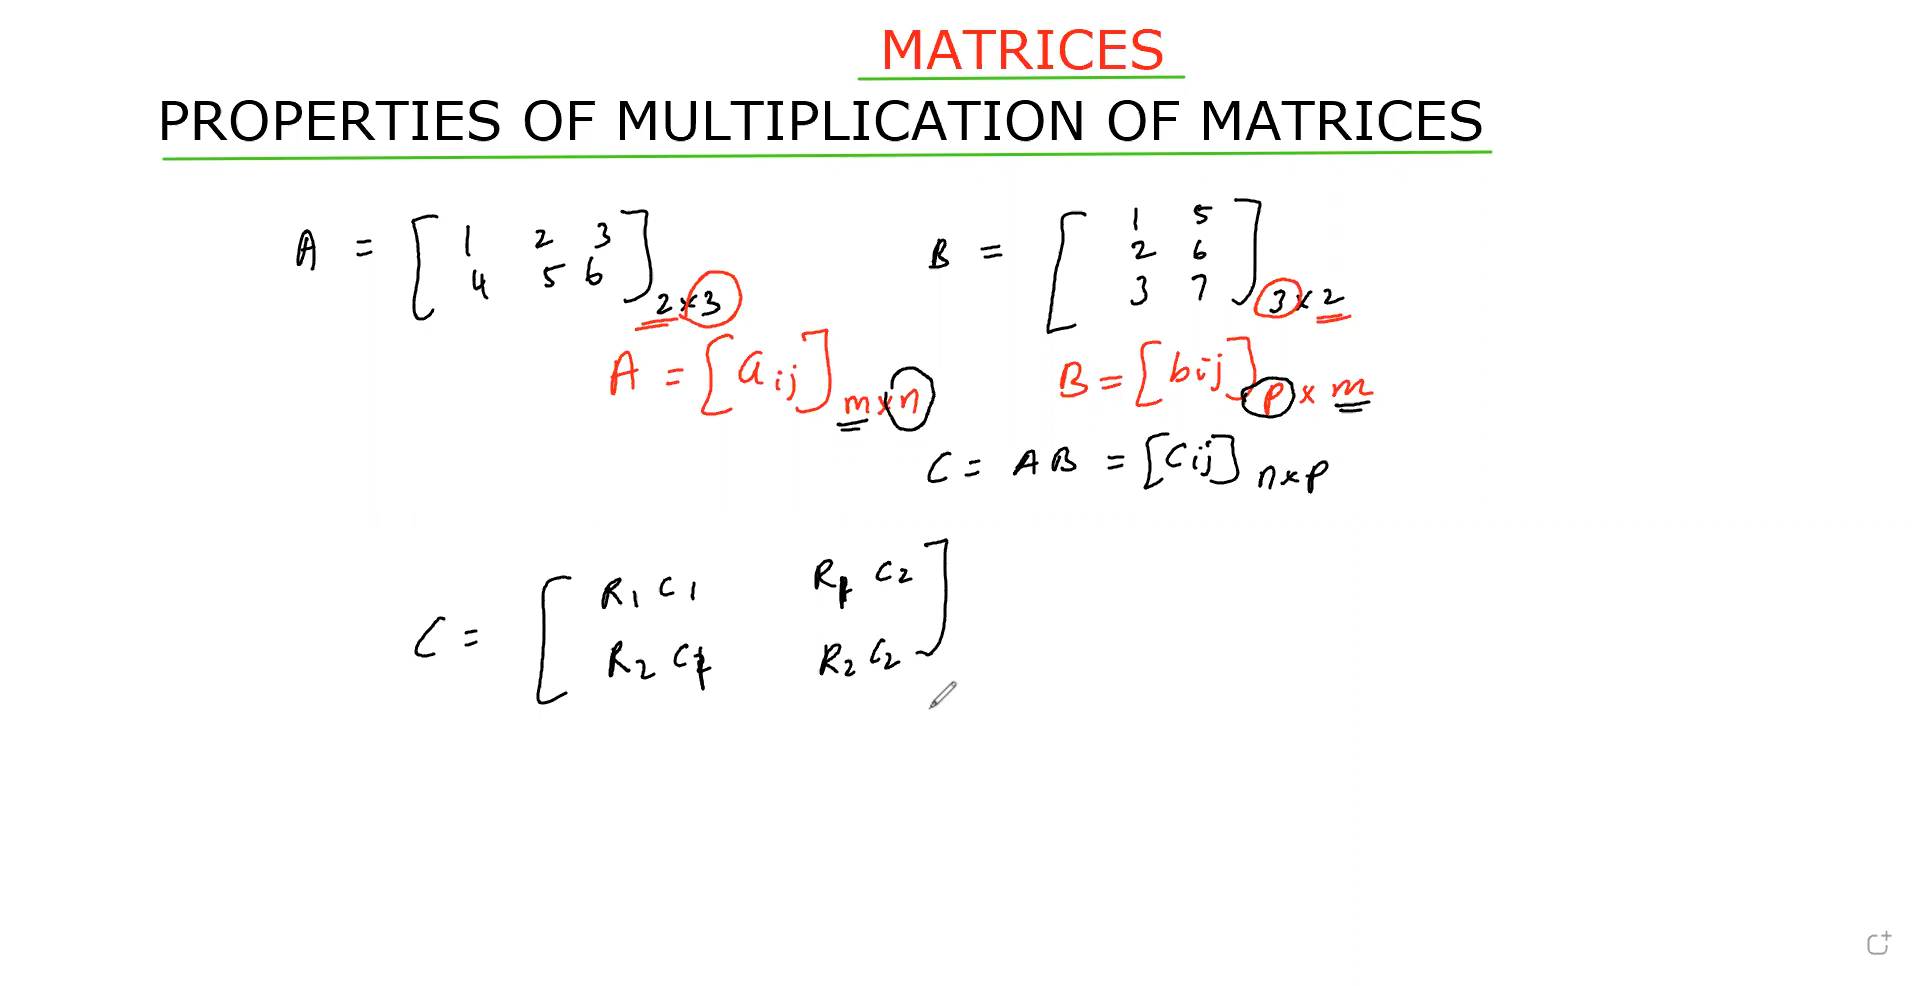 MATRICES
PROPERTIES OF MULTIPLICATION OF MATRICES
A = [ 1 2 3
4 5 6 ] 2×3
B = [ 1 5
2 6
3 7 ] 3×2
A = [aij] m×n
B = [bij] p×m
C = AB = [Cij] n×p
C = [ R1 C1 R1 C2
R2 C1 R2 C2 ]